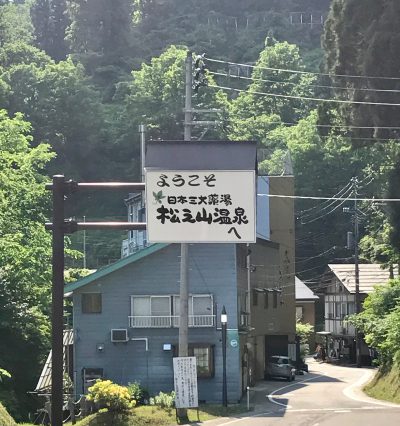 ようこそ
日本三大薬湯
松之山温泉
へ